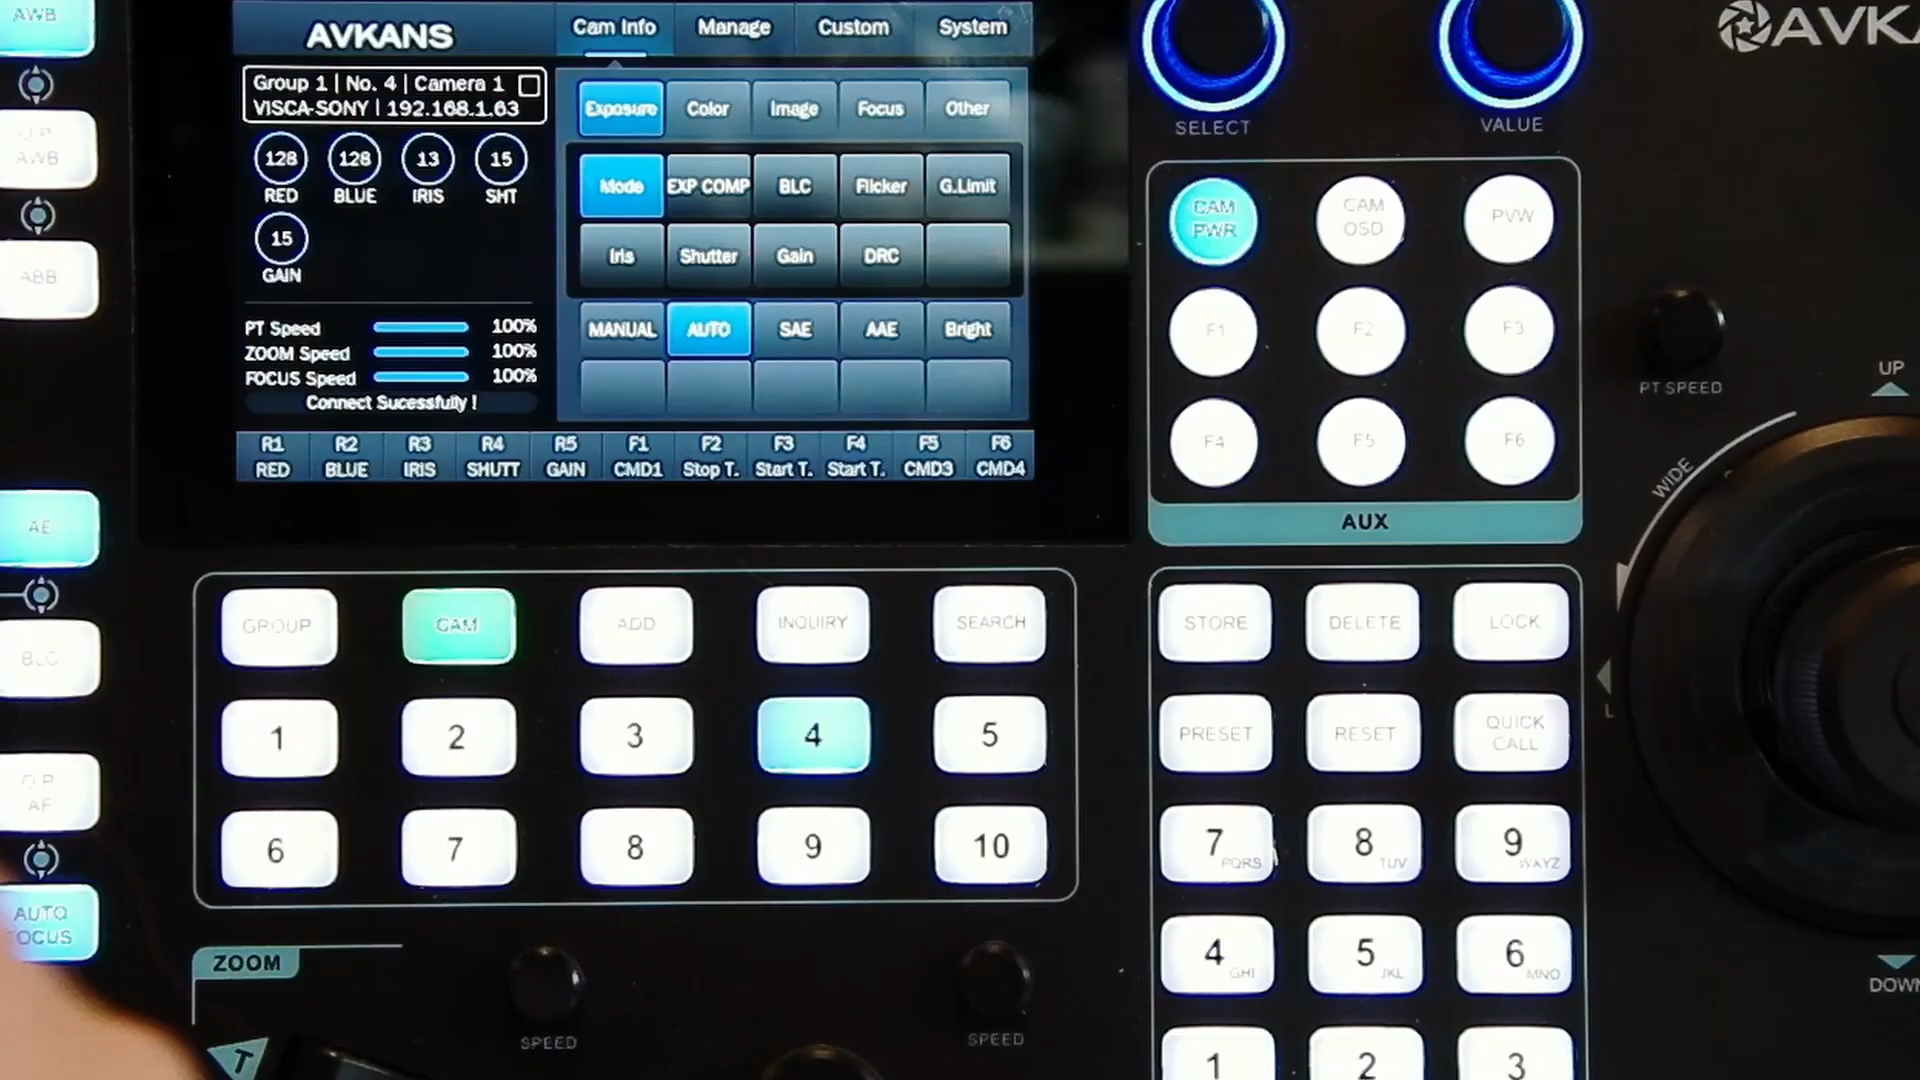 AWB
AWB
ABB
AE
BLC
O.P
AF
AUTO
AVKANS
Cam Info
Manage
Custom
System
Group 1 | No. 4 | Camera 1
VISCA-SONY | 192.168.1.63
128
128
13
15
RED
BLUE
IRIS
SHT
15
GAIN
PT Speed 100%
ZOOM Speed 100%
FOCUS Speed 100%
Connect Sucessfully !
Exposure
Color
Image
Focus
Other
Mode
EXP COMP
BLC
Flicker
G.Limit
Iris
Shutter
Gain
DRC
MANUAL
AUTO
SAE
AAE
Bright
R1 R2 R3 R4 R5 F1 F2 F3 F4 F5 F6
RED BLUE IRIS SHUTT GAIN CMD1 Stop T. Start T. Start T. CMD3 CMD4
SELECT
VALUE
CAM
PWR
CAM
OSD
PVW
F1
F2
F3
F4
F5
F6
AUX
PT SPEED
UP
WIDE
L
DOWN
GROUP
CAM
ADD
INQUIRY
SEARCH
1
2
3
4
5
6
7
8
9
10
STORE
DELETE
LOCK
PRESET
RESET
QUICK
CALL
7 PQRS
8 TUV
9 WXYZ
4 GHI
5 JKL
6 MNO
1
2
3
ZOOM
SPEED
SPEED
T